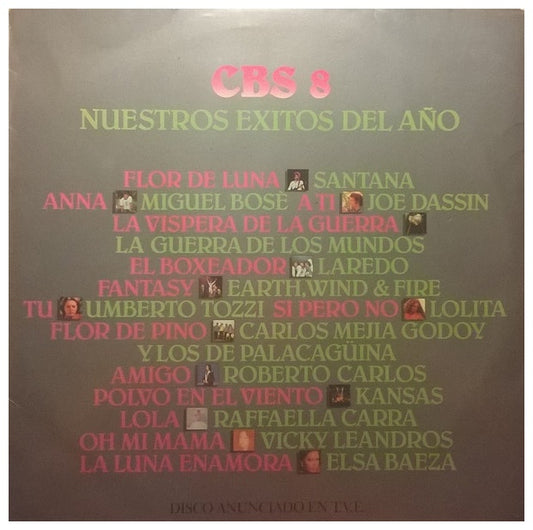 CBS 8
NUESTROS EXITOS DEL AÑO
FLOR DE LUNA SANTANA
ANNA MIGUEL BOSE A TI JOE DASSIN
LA VISPERA DE LA GUERRA
LA GUERRA DE LOS MUNDOS
EL BOXEADOR LAREDO
FANTASY EARTH, WIND & FIRE
TU UMBERTO TOZZI SI PERO NO LOLITA
FLOR DE PINO CARLOS MEJIA GODOY
Y LOS DE PALACAGÜINA
AMIGO ROBERTO CARLOS
POLVO EN EL VIENTO KANSAS
LOLA RAFFAELLA CARRA
OH MI MAMA VICKY LEANDROS
LA LUNA ENAMORA ELSA BAEZA
DISCO ANUNCIADO EN T.V.E.